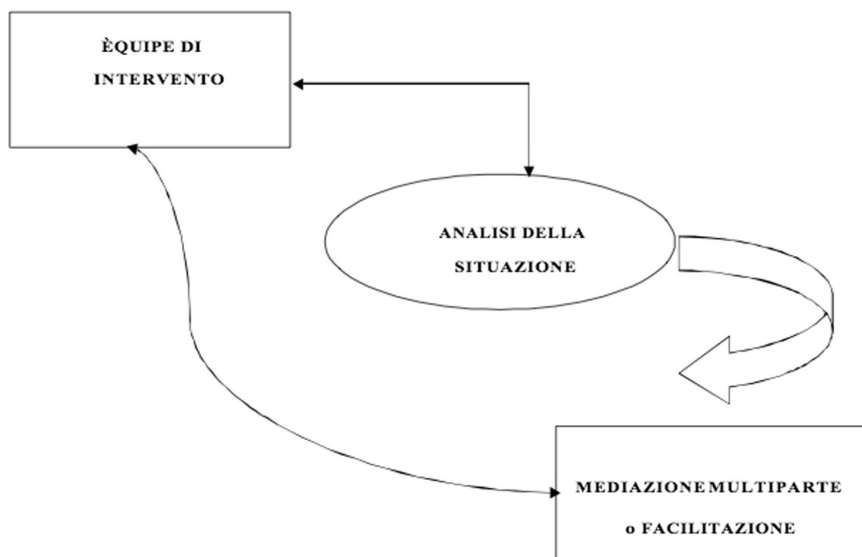 ÈQUIPE DI
INTERVENTO
ANALISI DELLA
SITUAZIONE
MEDIAZIONE MULTIPARTE
o FACILITAZIONE